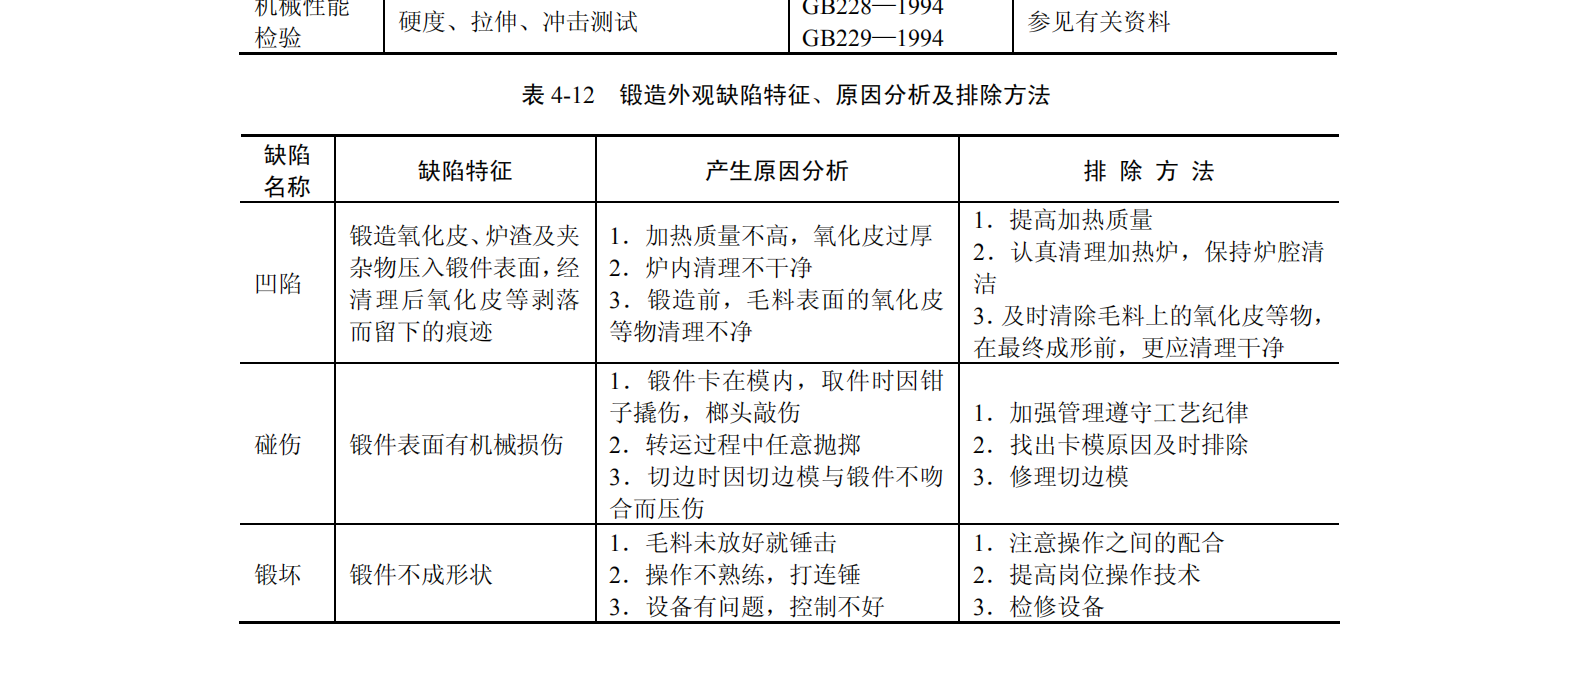 机械性能
检验
硬度、拉伸、冲击测试
GB228—1994
GB229—1994
参见有关资料
表 4-12 锻造外观缺陷特征、原因分析及排除方法
缺陷
名称
缺陷特征
产生原因分析
排 除 方 法
凹陷
锻造氧化皮、炉渣及夹
杂物压入锻件表面，经
清理后氧化皮等剥落
而留下的痕迹
1．加热质量不高，氧化皮过厚
2．炉内清理不干净
3．锻造前，毛料表面的氧化皮
等物清理不净
1．提高加热质量
2．认真清理加热炉，保持炉腔清
洁
3．及时清除毛料上的氧化皮等物，
在最终成形前，更应清理干净
碰伤
锻件表面有机械损伤
1．锻件卡在模内，取件时因钳
子撬伤，榔头敲伤
2．转运过程中任意抛掷
3．切边时因切边模与锻件不吻
合而压伤
1．加强管理遵守工艺纪律
2．找出卡模原因及时排除
3．修理切边模
锻坏
锻件不成形状
1．毛料未放好就锤击
2．操作不熟练，打连锤
3．设备有问题，控制不好
1．注意操作之间的配合
2．提高岗位操作技术
3．检修设备